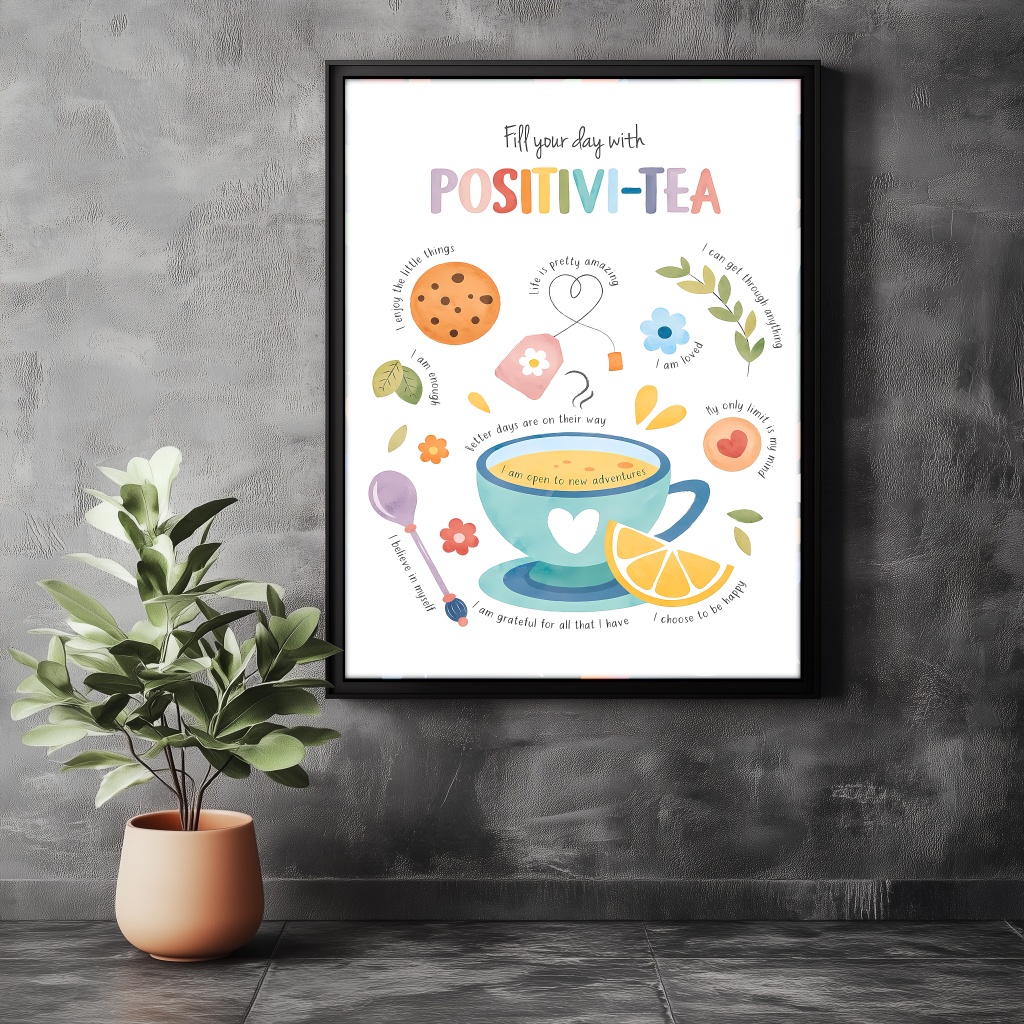 Fill your day with
POSITIVI-TEA
I enjoy the little things
Life is pretty amazing
I can get through anything
I am loved
I am enough
My only limit is my mind
Better days are on their way
I am open to new adventures
I believe in myself
I am grateful for all that I have
I choose to be happy